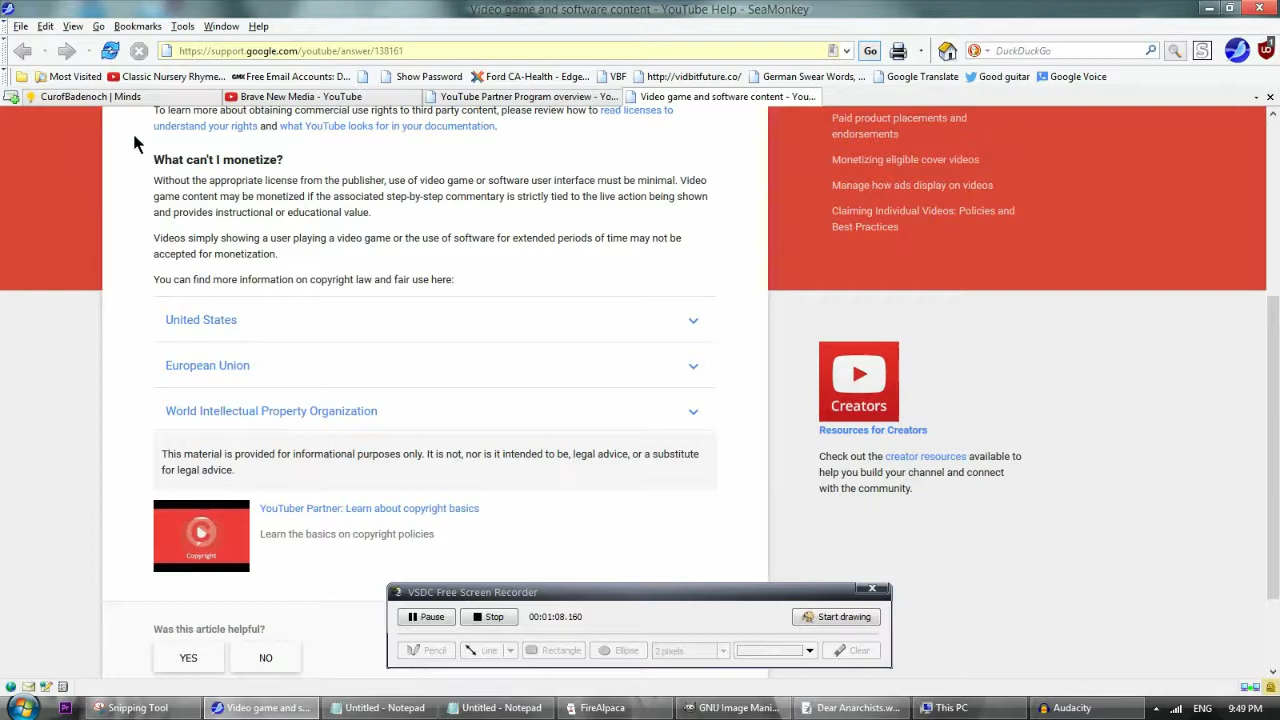 Video game and software content - YouTube Help - SeaMonkey
File Edit View Go Bookmarks Tools Window Help
https://support.google.com/youtube/answer/138161
Go
DuckDuckGo
Most Visited Classic Nursery Rhyme... Free Email Accounts: D... Show Password Ford CA-Health - Edge... VBF http://vidbitfuture.co/ German Swear Words, ... Google Translate Good guitar Google Voice
CurofBadenoch | Minds Brave New Media - YouTube YouTube Partner Program overview - Yo... Video game and software content - You...
To learn more about obtaining commercial use rights to third party content, please review how to read licenses to
understand your rights and what YouTube looks for in your documentation.
What can't I monetize?
Without the appropriate license from the publisher, use of video game or software user interface must be minimal. Video
game content may be monetized if the associated step-by-step commentary is strictly tied to the live action being shown
and provides instructional or educational value.
Videos simply showing a user playing a video game or the use of software for extended periods of time may not be
accepted for monetization.
You can find more information on copyright law and fair use here:
United States
European Union
World Intellectual Property Organization
This material is provided for informational purposes only. It is not, nor is it intended to be, legal advice, or a substitute
for legal advice.
Copyright
YouTuber Partner: Learn about copyright basics
Learn the basics on copyright policies
Was this article helpful?
YES NO
Paid product placements and
endorsements
Monetizing eligible cover videos
Manage how ads display on videos
Claiming Individual Videos: Policies and
Best Practices
Creators
Resources for Creators
Check out the creator resources available to
help you build your channel and connect
with the community.
VSDC Free Screen Recorder
Pause Stop 00:01:08.160 Start drawing
Pencil Line Rectangle Ellipse 2 pixels Clear
Snipping Tool Video game and s... Untitled - Notepad Untitled - Notepad FireAlpaca GNU Image Mani... Dear Anarchists.w... This PC Audacity 9:49 PM